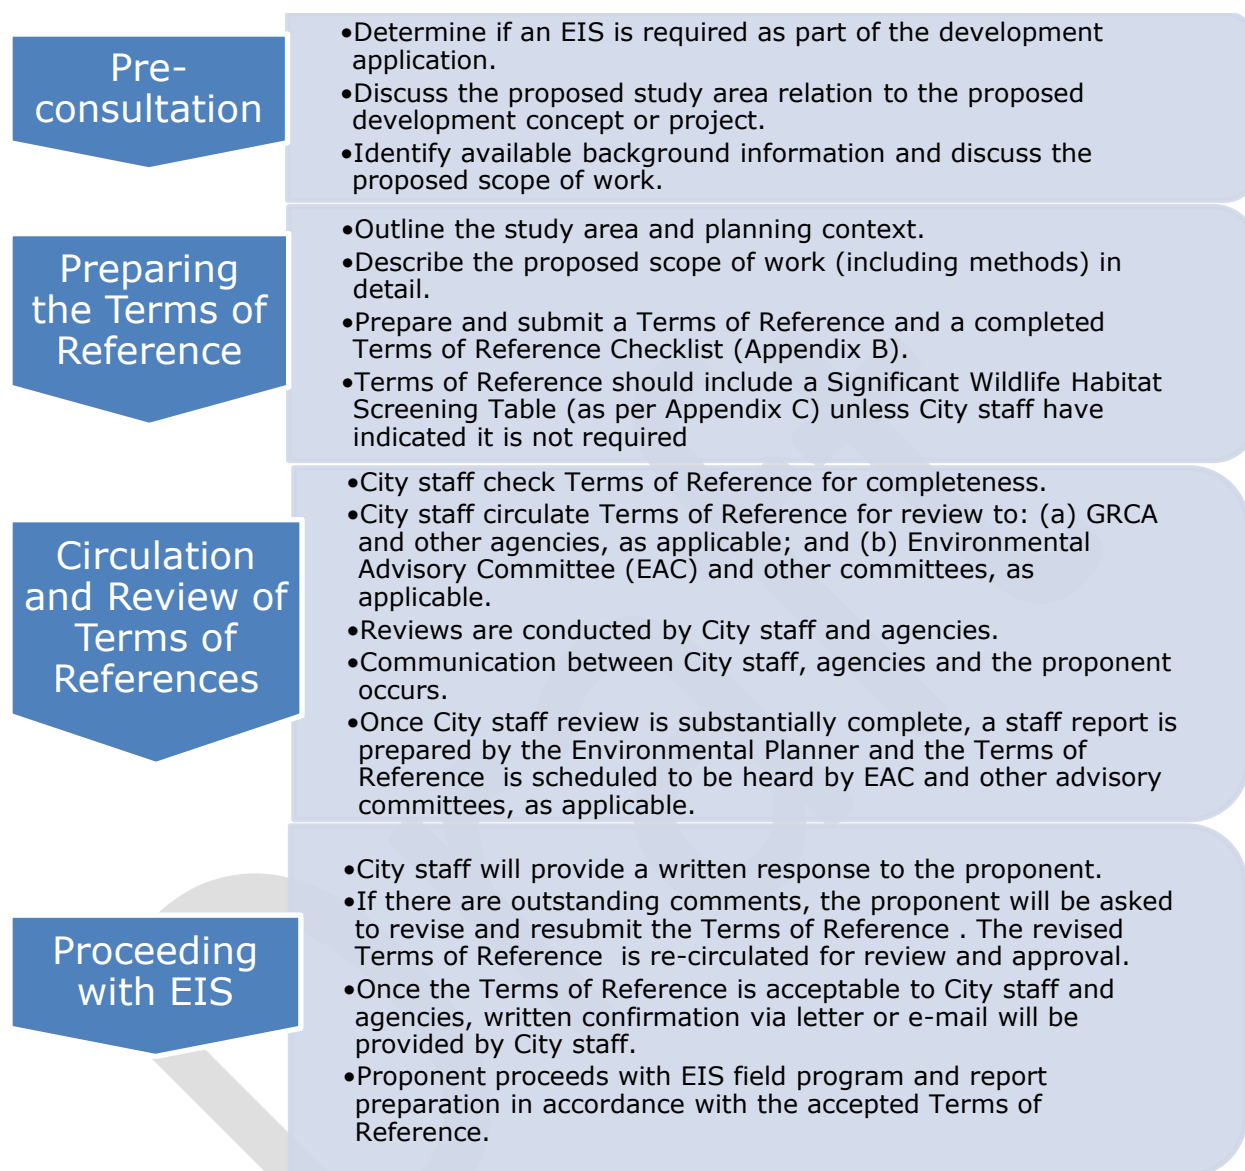 Pre-
consultation
•Determine if an EIS is required as part of the development
application.
•Discuss the proposed study area relation to the proposed
development concept or project.
•Identify available background information and discuss the
proposed scope of work.
Preparing
the Terms of
Reference
•Outline the study area and planning context.
•Describe the proposed scope of work (including methods) in
detail.
•Prepare and submit a Terms of Reference and a completed
Terms of Reference Checklist (Appendix B).
•Terms of Reference should include a Significant Wildlife Habitat
Screening Table (as per Appendix C) unless City staff have
indicated it is not required
Circulation
and Review of
Terms of
References
•City staff check Terms of Reference for completeness.
•City staff circulate Terms of Reference for review to: (a) GRCA
and other agencies, as applicable; and (b) Environmental
Advisory Committee (EAC) and other committees, as
applicable.
•Reviews are conducted by City staff and agencies.
•Communication between City staff, agencies and the proponent
occurs.
•Once City staff review is substantially complete, a staff report is
prepared by the Environmental Planner and the Terms of
Reference  is scheduled to be heard by EAC and other advisory
committees, as applicable.
Proceeding
with EIS
•City staff will provide a written response to the proponent.
•If there are outstanding comments, the proponent will be asked
to revise and resubmit the Terms of Reference . The revised
Terms of Reference  is re-circulated for review and approval.
•Once the Terms of Reference is acceptable to City staff and
agencies, written confirmation via letter or e-mail will be
provided by City staff.
•Proponent proceeds with EIS field program and report
preparation in accordance with the accepted Terms of
Reference.